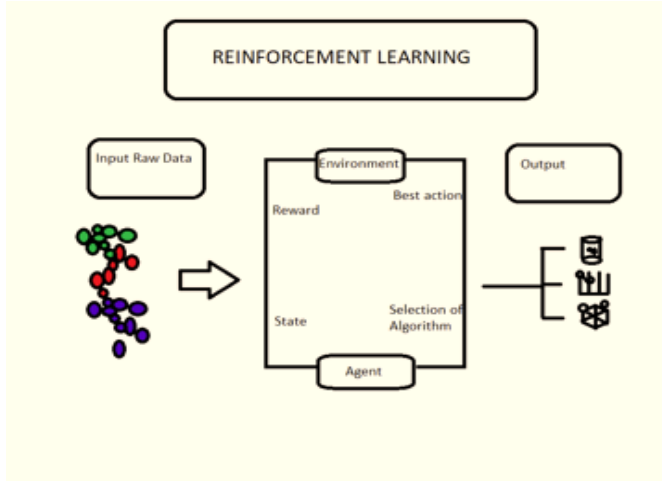 REINFORCEMENT LEARNING
Input Raw Data
Environment
Output
Best action
Reward
State
Selection of
Algorithm
Agent